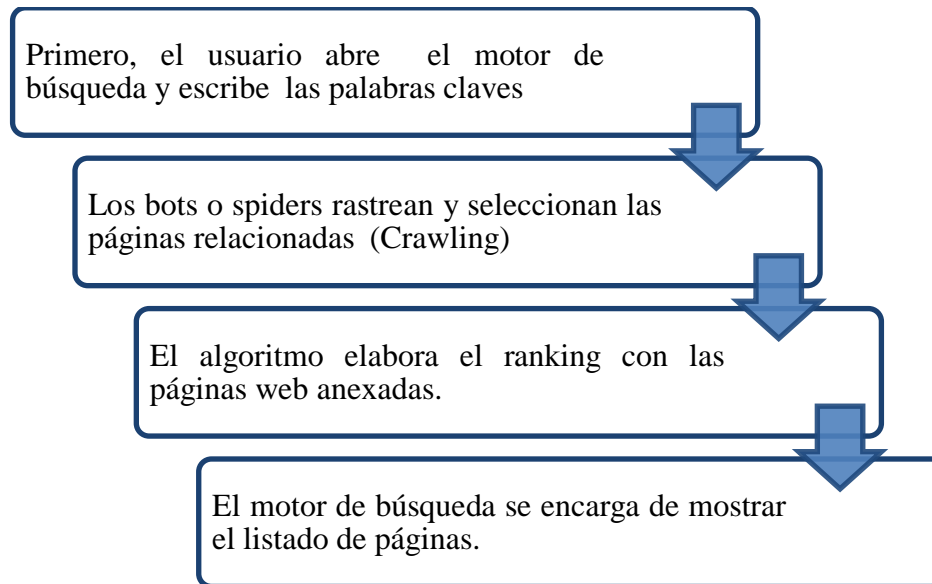 Primero, el usuario abre el motor de
búsqueda y escribe las palabras claves
Los bots o spiders rastrean y seleccionan las
páginas relacionadas (Crawling)
El algoritmo elabora el ranking con las
páginas web anexadas.
El motor de búsqueda se encarga de mostrar
el listado de páginas.